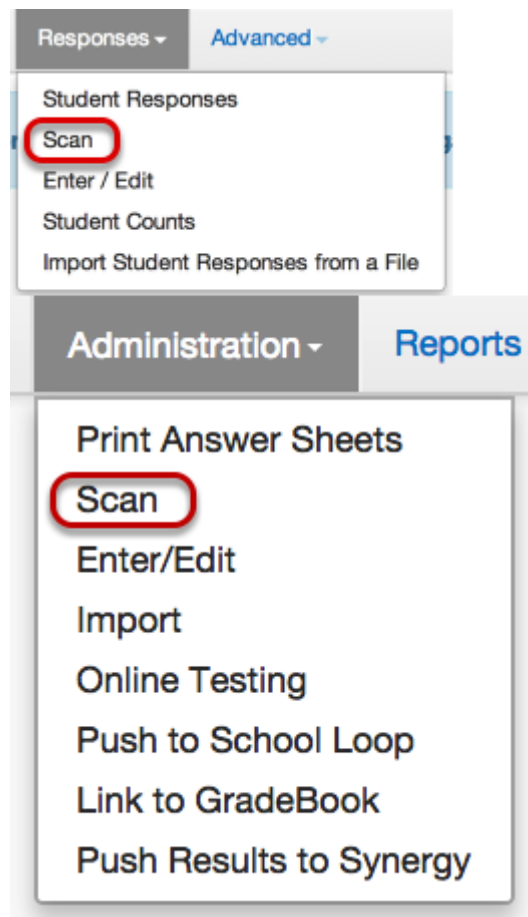 Responses Advanced
Student Responses
Scan
Enter / Edit
Student Counts
Import Student Responses from a File
Administration Reports
Print Answer Sheets
Scan
Enter/Edit
Import
Online Testing
Push to School Loop
Link to GradeBook
Push Results to Synergy